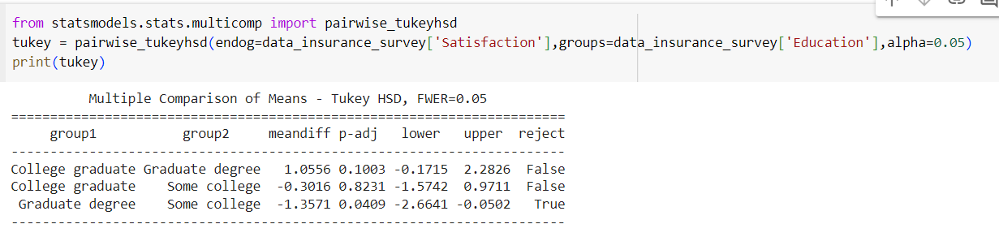 from statsmodels.stats.multicomp import pairwise_tukeyhsd
tukey = pairwise_tukeyhsd(endog=data_insurance_survey['Satisfaction'],groups=data_insurance_survey['Education'],alpha=0.05)
print(tukey)
Multiple Comparison of Means - Tukey HSD, FWER=0.05
=======================================================================
group1 group2 meandiff p-adj lower upper reject
-----------------------------------------------------------------------
College graduate Graduate degree 1.0556 0.1003 -0.1715 2.2826 False
College graduate Some college -0.3016 0.8231 -1.5742 0.9711 False
Graduate degree Some college -1.3571 0.0409 -2.6641 -0.0502 True
-----------------------------------------------------------------------